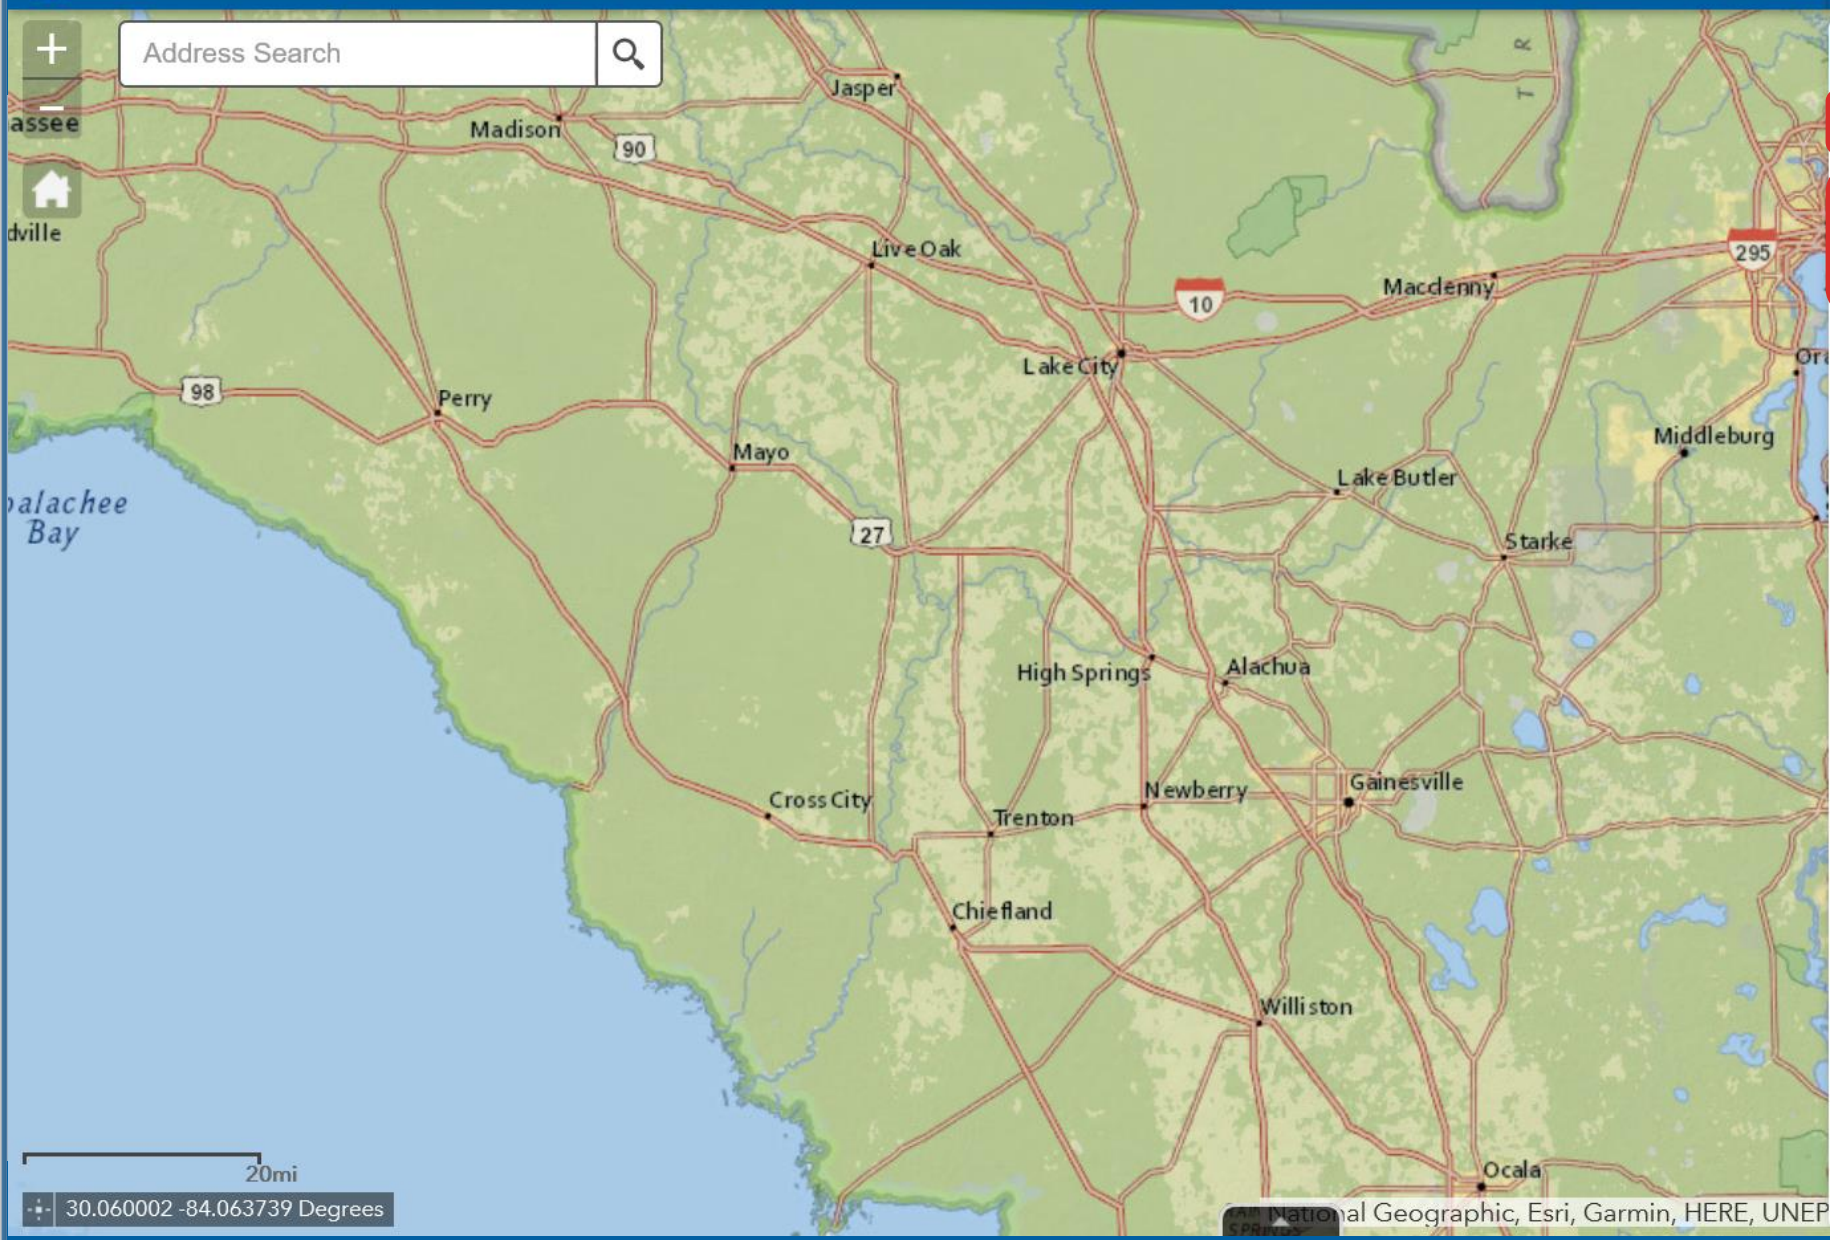 +
Address Search
−
assee
Jasper
Madison
90
T R
dville
Live Oak
295
10
Macclenny
Lake City
98
Perry
Middleburg
Mayo
Lake Butler
palachee
Bay
27
Starke
High Springs
Alachua
Gainesville
Newberry
Cross City
Trenton
Chiefland
Williston
Ocala
20mi
30.060002 -84.063739 Degrees
National Geographic, Esri, Garmin, HERE, UNEP
SPRINGS